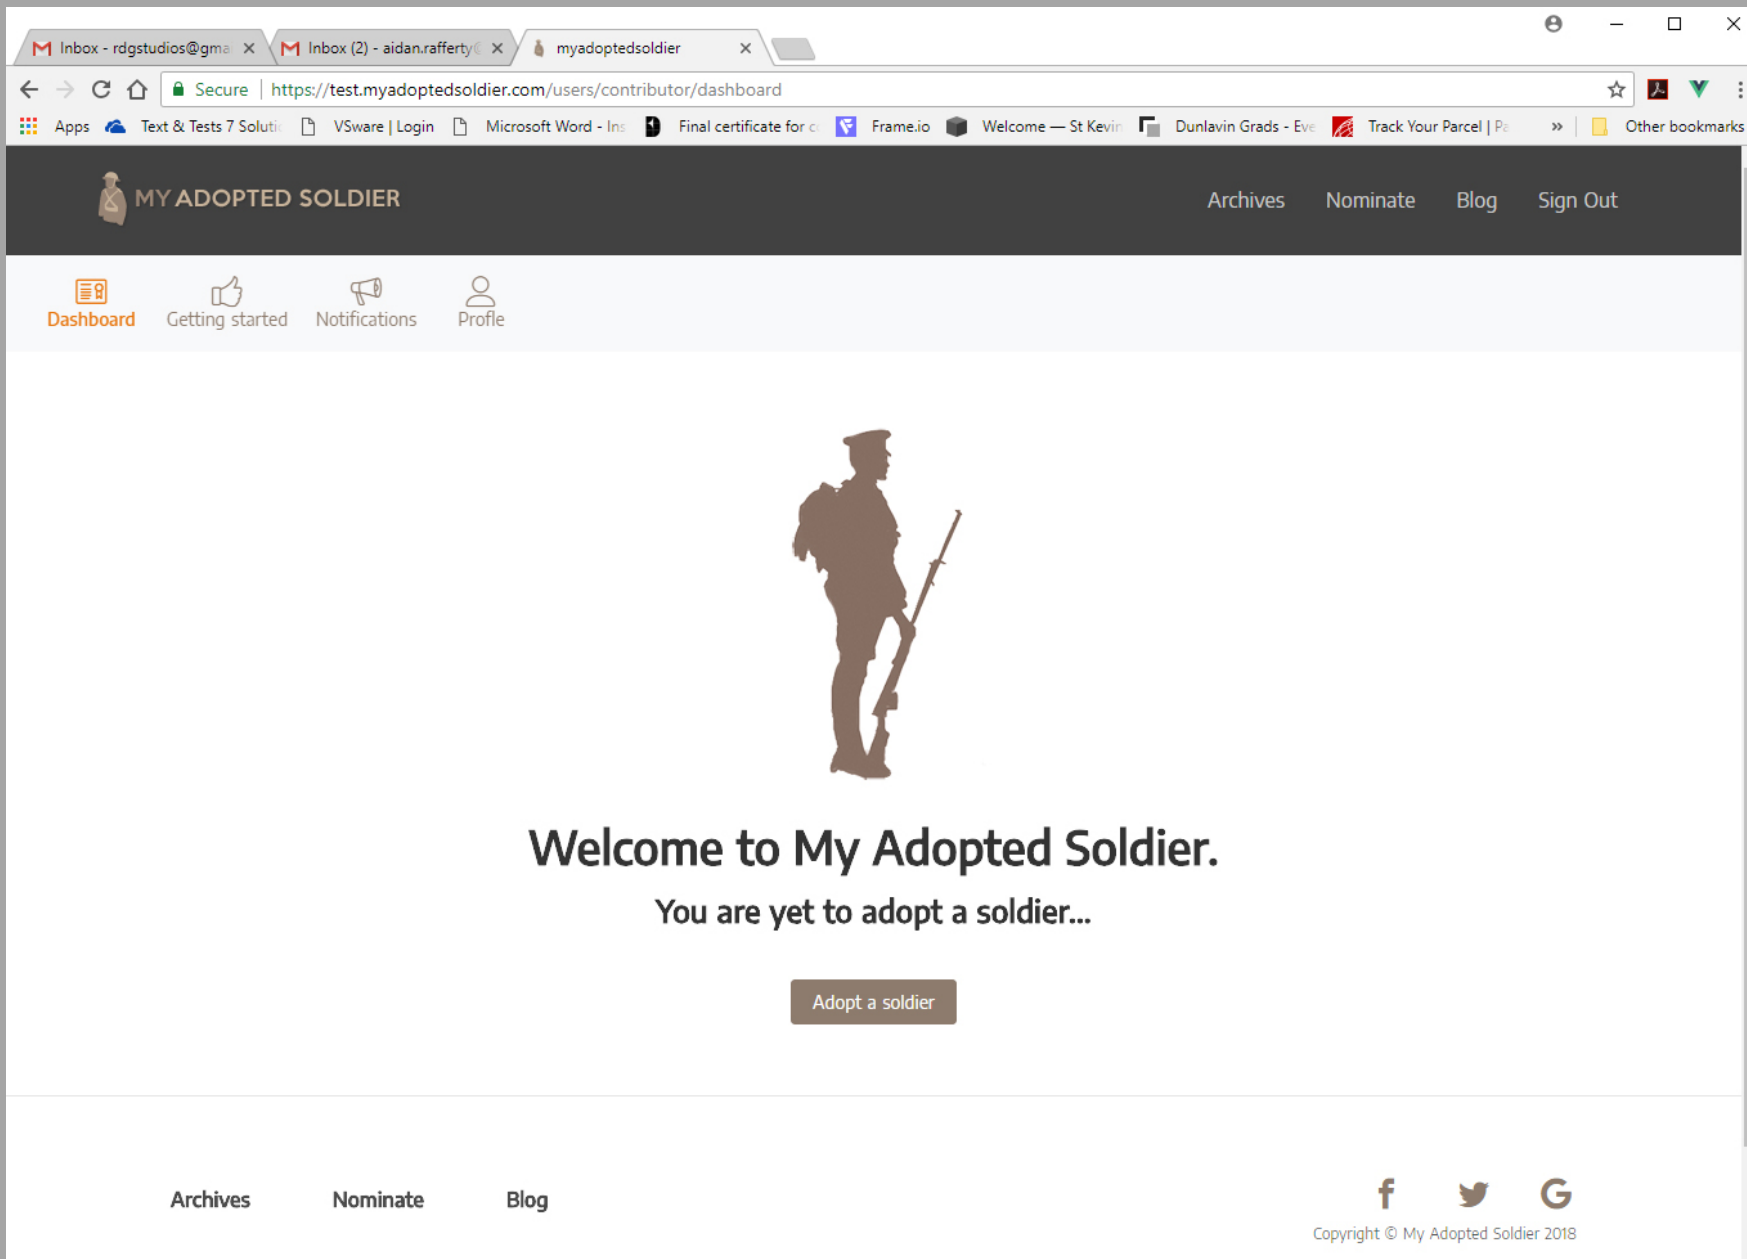 Inbox - rdgstudios@gma
Inbox (2) - aidan.rafferty@
myadoptedsoldier
Secure | https://test.myadoptedsoldier.com/users/contributor/dashboard
Apps Text & Tests 7 Soluti VSware | Login Microsoft Word - Ins Final certificate for c Frame.io Welcome — St Kevin Dunlavin Grads - Eve Track Your Parcel | Pa » Other bookmarks
MY ADOPTED SOLDIER
Archives Nominate Blog Sign Out
Dashboard Getting started Notifications Profle
Welcome to My Adopted Soldier.
You are yet to adopt a soldier...
Adopt a soldier
Archives Nominate Blog
Copyright © My Adopted Soldier 2018